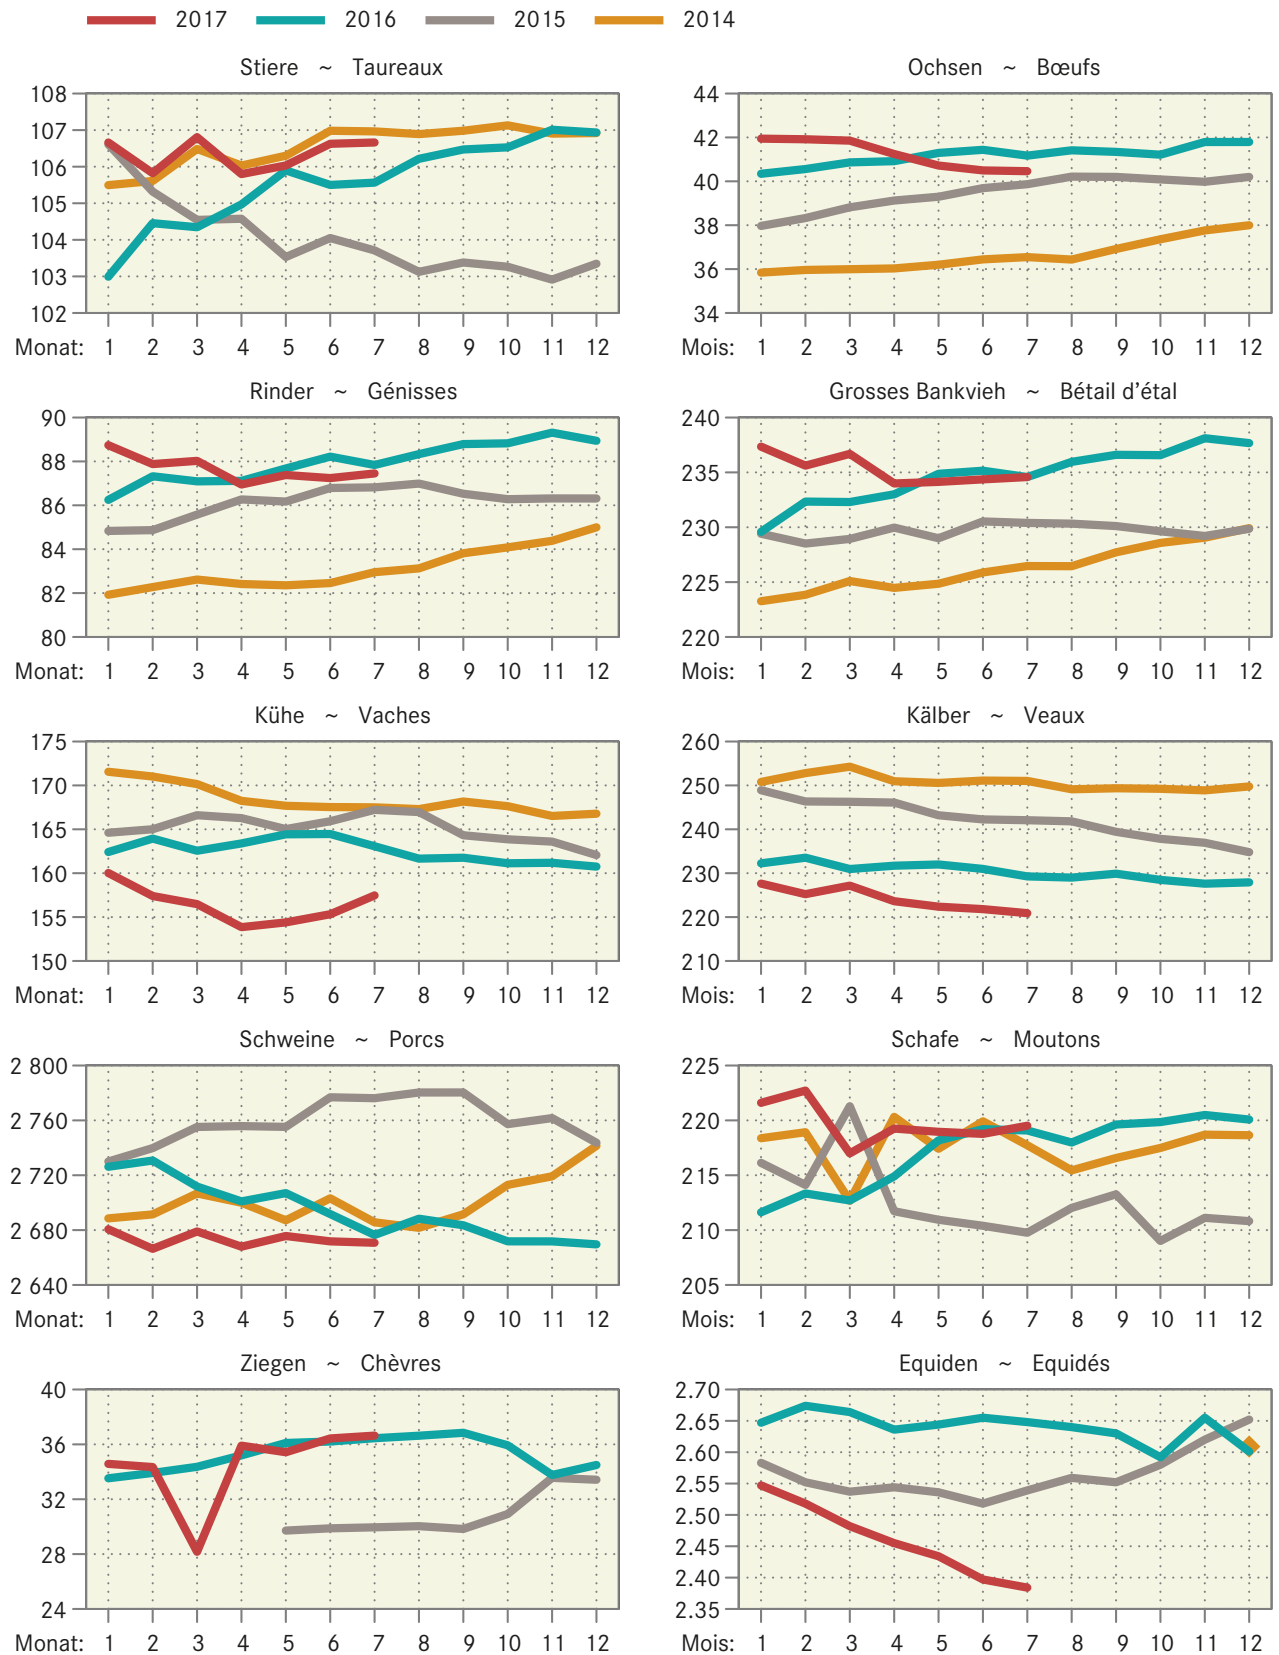 2017 2016 2015 2014
Stiere ~ Taureaux
108
107
106
105
104
103
102
Monat: 1 2 3 4 5 6 7 8 9 10 11 12
Ochsen ~ Bœufs
44
42
40
38
36
34
Mois: 1 2 3 4 5 6 7 8 9 10 11 12
Rinder ~ Génisses
90
88
86
84
82
80
Monat: 1 2 3 4 5 6 7 8 9 10 11 12
Grosses Bankvieh ~ Bétail d’étal
240
235
230
225
220
Mois: 1 2 3 4 5 6 7 8 9 10 11 12
Kühe ~ Vaches
175
170
165
160
155
150
Monat: 1 2 3 4 5 6 7 8 9 10 11 12
Kälber ~ Veaux
260
250
240
230
220
210
Mois: 1 2 3 4 5 6 7 8 9 10 11 12
Schweine ~ Porcs
2 800
2 760
2 720
2 680
2 640
Monat: 1 2 3 4 5 6 7 8 9 10 11 12
Schafe ~ Moutons
225
220
215
210
205
Mois: 1 2 3 4 5 6 7 8 9 10 11 12
Ziegen ~ Chèvres
40
36
32
28
24
Monat: 1 2 3 4 5 6 7 8 9 10 11 12
Equiden ~ Equidés
2.70
2.65
2.60
2.55
2.50
2.45
2.40
2.35
Mois: 1 2 3 4 5 6 7 8 9 10 11 12